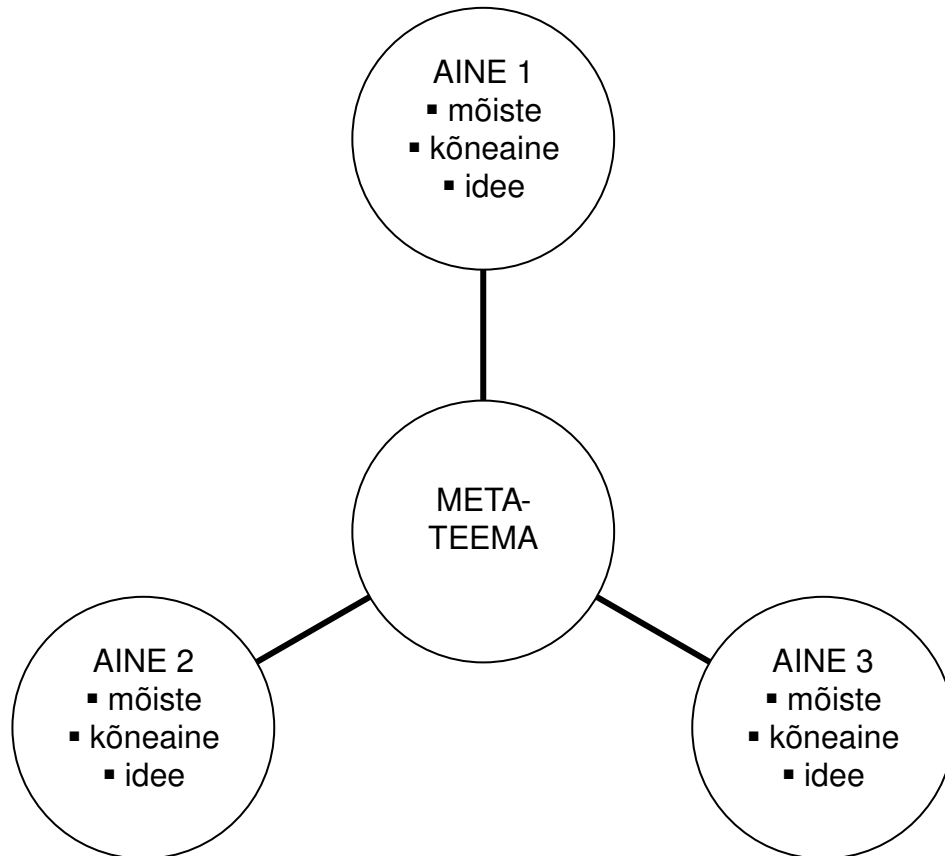 AINE 1
▪ mõiste
▪ kõneaine
▪ idee
META-
TEEMA
AINE 2
▪ mõiste
▪ kõneaine
▪ idee
AINE 3
▪ mõiste
▪ kõneaine
▪ idee